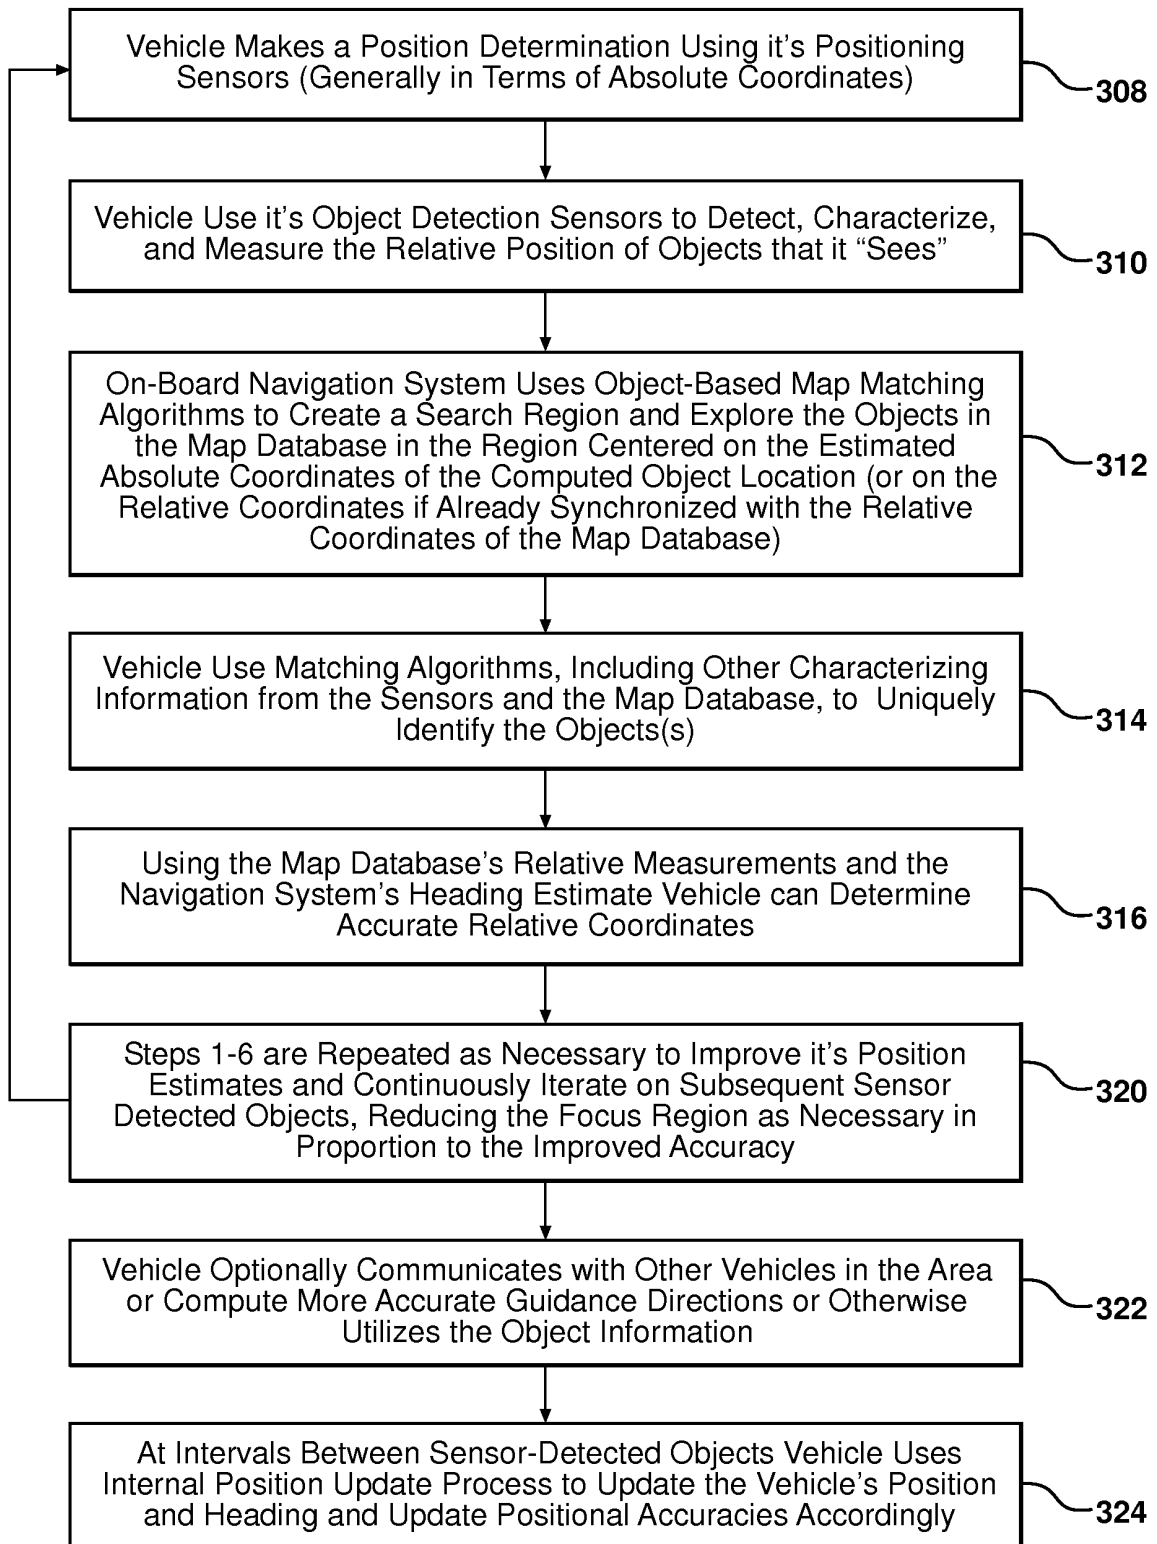 Vehicle Makes a Position Determination Using it's Positioning
Sensors (Generally in Terms of Absolute Coordinates)
308
Vehicle Use it's Object Detection Sensors to Detect, Characterize,
and Measure the Relative Position of Objects that it “Sees”
310
On-Board Navigation System Uses Object-Based Map Matching
Algorithms to Create a Search Region and Explore the Objects in
the Map Database in the Region Centered on the Estimated
Absolute Coordinates of the Computed Object Location (or on the
Relative Coordinates if Already Synchronized with the Relative
Coordinates of the Map Database)
312
Vehicle Use Matching Algorithms, Including Other Characterizing
Information from the Sensors and the Map Database, to Uniquely
Identify the Objects(s)
314
Using the Map Database's Relative Measurements and the
Navigation System's Heading Estimate Vehicle can Determine
Accurate Relative Coordinates
316
Steps 1-6 are Repeated as Necessary to Improve it's Position
Estimates and Continuously Iterate on Subsequent Sensor
Detected Objects, Reducing the Focus Region as Necessary in
Proportion to the Improved Accuracy
320
Vehicle Optionally Communicates with Other Vehicles in the Area
or Compute More Accurate Guidance Directions or Otherwise
Utilizes the Object Information
322
At Intervals Between Sensor-Detected Objects Vehicle Uses
Internal Position Update Process to Update the Vehicle's Position
and Heading and Update Positional Accuracies Accordingly
324